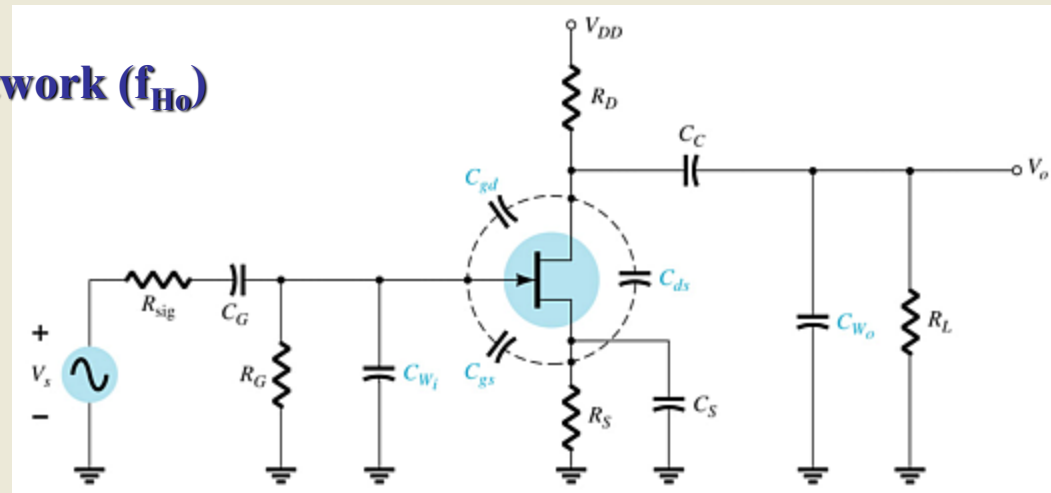 work (fHo)
VDD
RD
CC
Vo
Cgd
Rsig
CG
Cds
+
Vs
−
RG
CWi
Cgs
RS
CS
CWo
RL